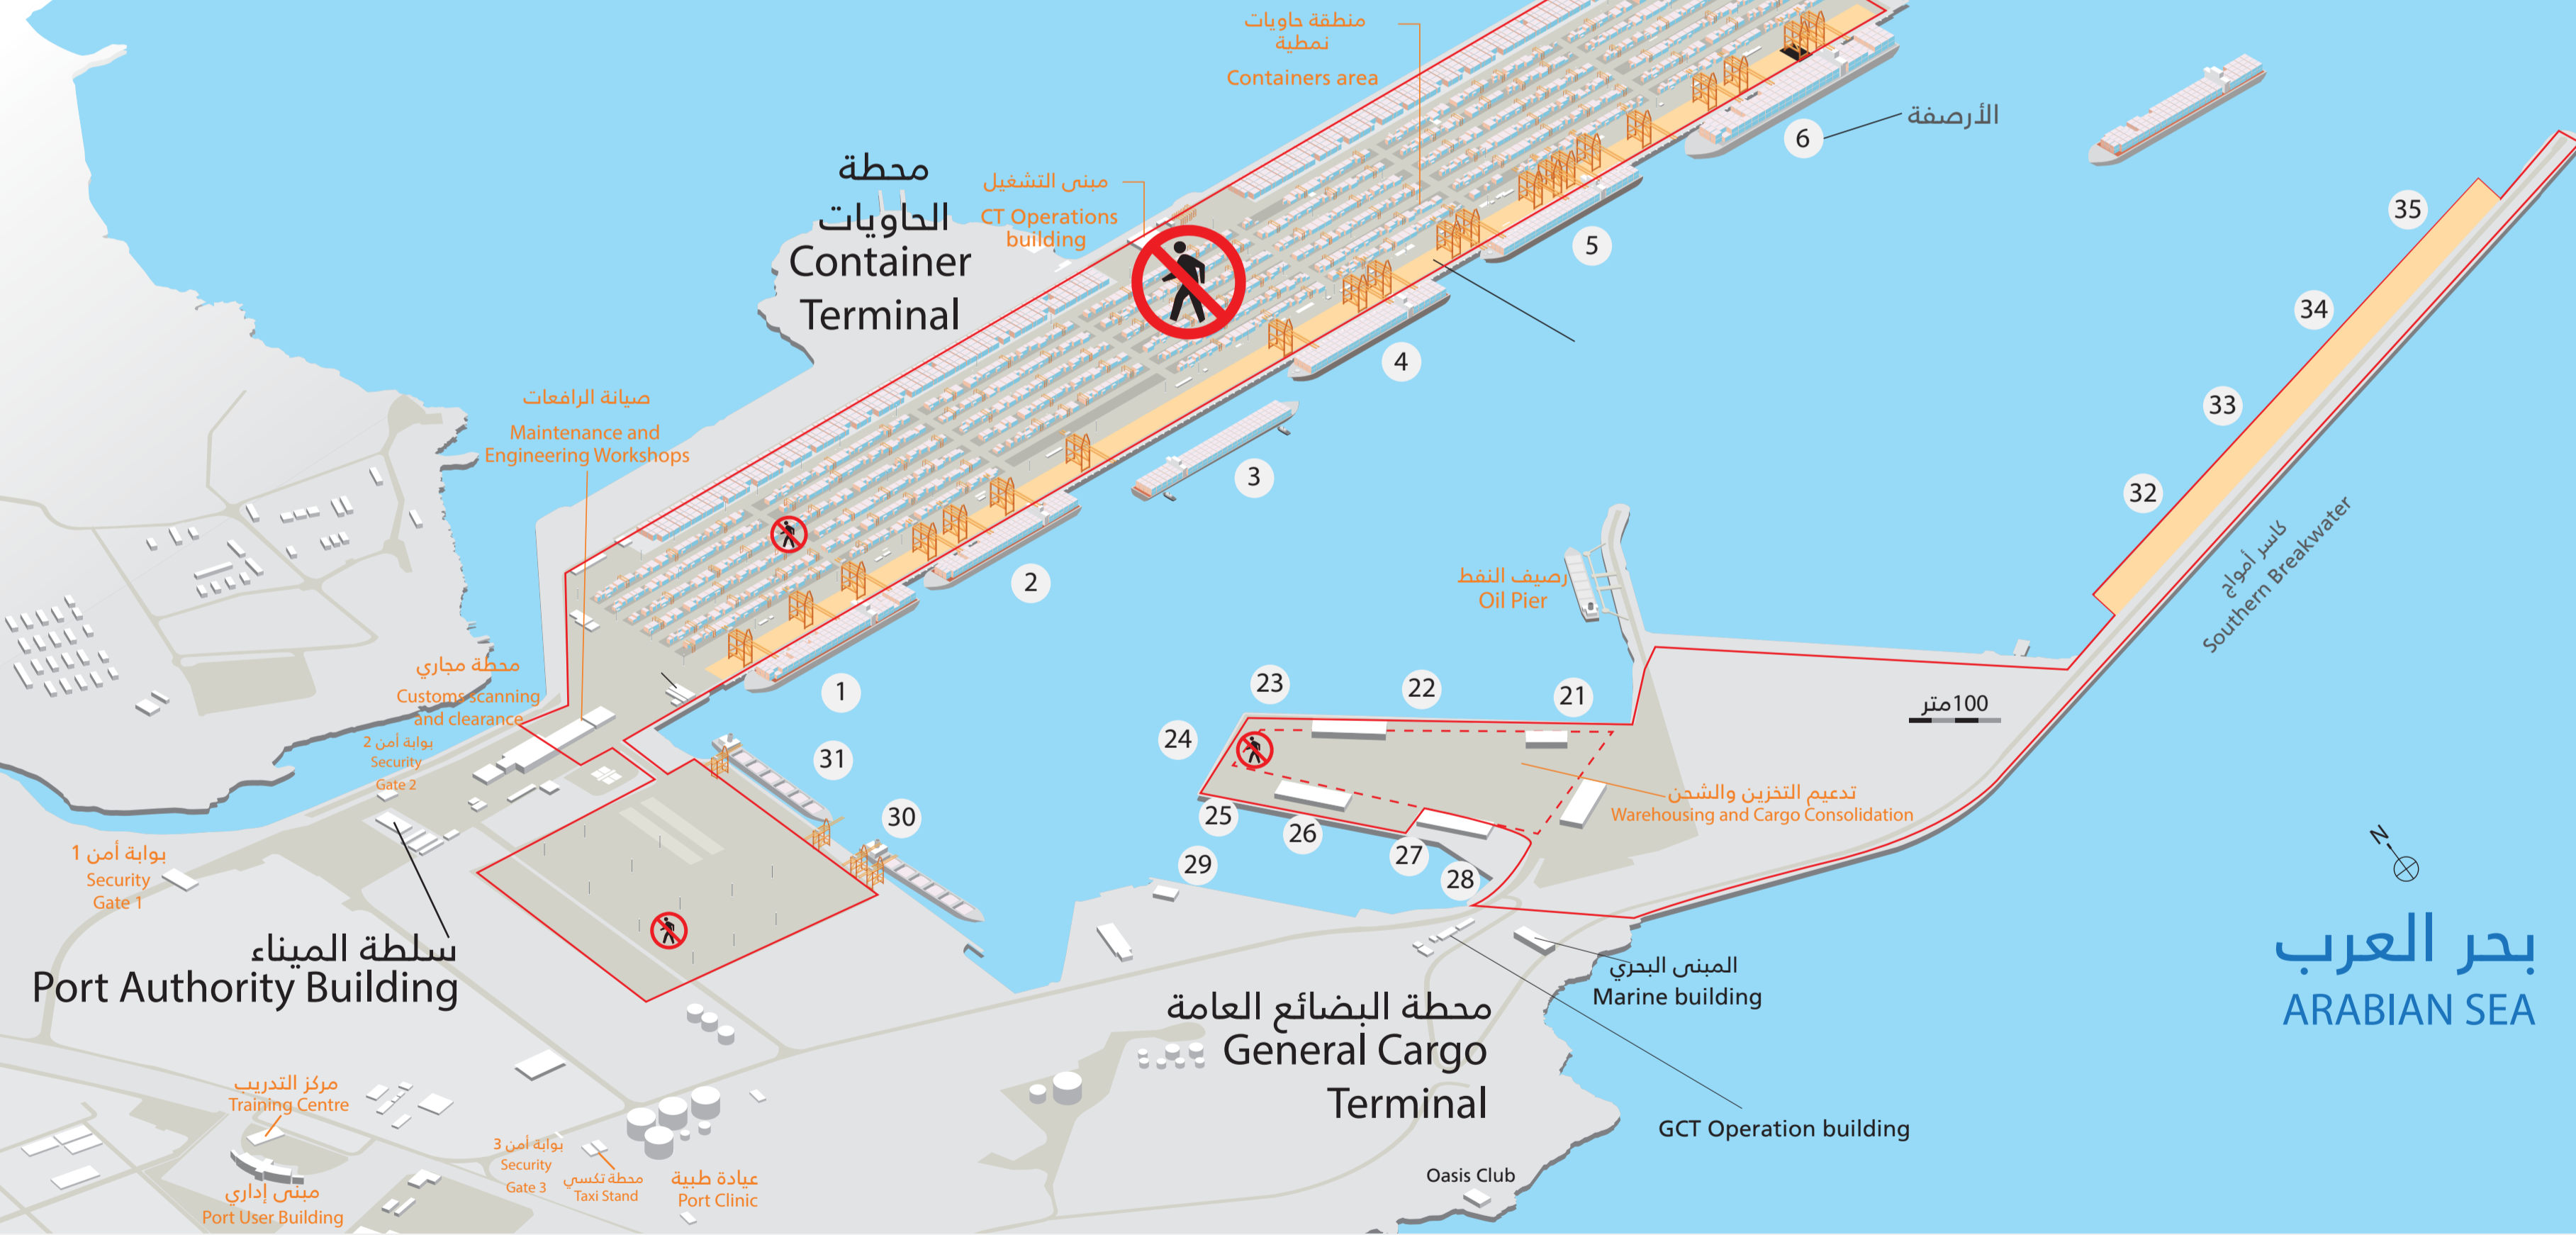 منطقة حاويات
نمطية
Containers area
الأرصفة
6
محطة
الحاويات
Container
Terminal
مبنى التشغيل
CT Operations
building
5
35
34
4
33
صيانة الرافعات
Maintenance and
Engineering Workshops
3
32
كاسر أمواج
Southern Breakwater
2
رصيف النفط
Oil Pier
محطة مجاري
Customs scanning
and clearance
بوابة أمن 2
Security
Gate 2
1
31
30
23
22
21
24
25
26
27
28
29
100متر
تدعيم التخزين والشحن
Warehousing and Cargo Consolidation
N
بوابة أمن 1
Security
Gate 1
سلطة الميناء
Port Authority Building
بحر العرب
ARABIAN SEA
المبنى البحري
Marine building
محطة البضائع العامة
General Cargo
Terminal
GCT Operation building
Oasis Club
مركز التدريب
Training Centre
مبنى إداري
Port User Building
بوابة أمن 3
Security
Gate 3
محطة تكسي
Taxi Stand
عيادة طبية
Port Clinic